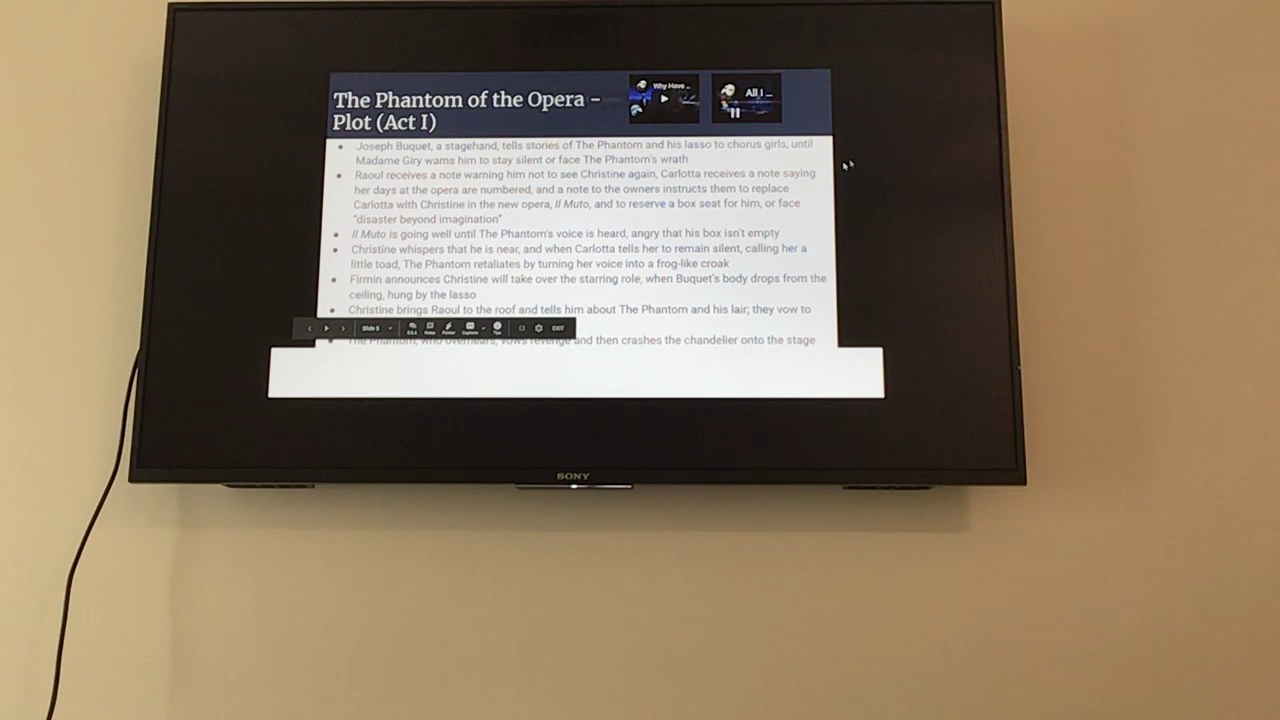 The Phantom of the Opera –
Plot (Act I)
Why Have ..
All I ...
Joseph Buquet, a stagehand, tells stories of The Phantom and his lasso to chorus girls, until
Madame Giry warns him to stay silent or face The Phantom's wrath
Raoul receives a note warning him not to see Christine again, Carlotta receives a note saying
her days at the opera are numbered, and a note to the owners instructs them to replace
Carlotta with Christine in the new opera, Il Muto, and to reserve a box seat for him, or face
“disaster beyond imagination”
Il Muto is going well until The Phantom's voice is heard, angry that his box isn't empty
Christine whispers that he is near, and when Carlotta tells her to remain silent, calling her a
little toad, The Phantom retaliates by turning her voice into a frog-like croak
Firmin announces Christine will take over the starring role, when Buquet's body drops from the
ceiling, hung by the lasso
Christine brings Raoul to the roof and tells him about The Phantom and his lair; they vow to
Slide 5
Q & A
Notes
Pointer
Captions
Tips
EXIT
The Phantom, who overhears, vows revenge and then crashes the chandelier onto the stage
SONY